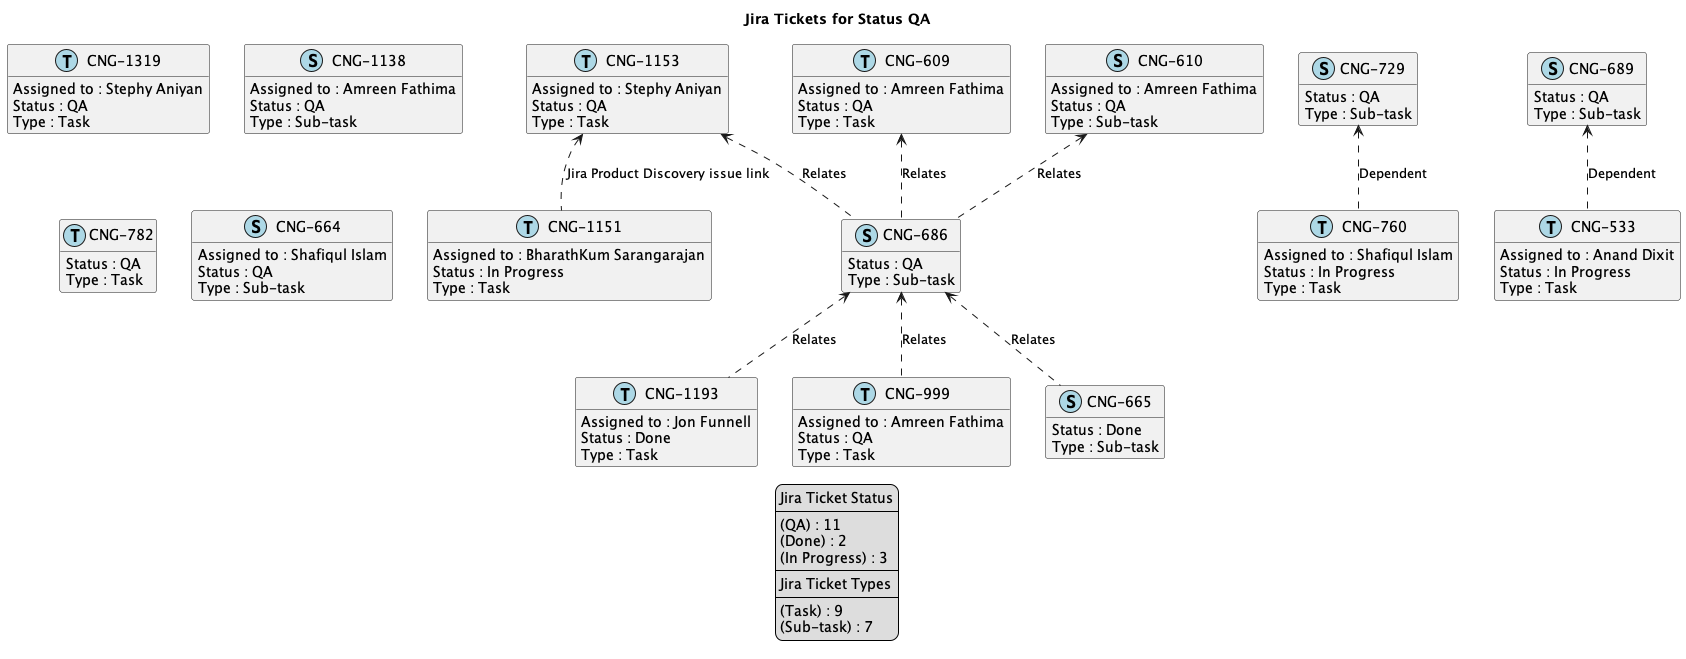 Jira Tickets for Status QA
T CNG-1319
Assigned to : Stephy Aniyan
Status : QA
Type : Task
S CNG-1138
Assigned to : Amreen Fathima
Status : QA
Type : Sub-task
T CNG-1153
Assigned to : Stephy Aniyan
Status : QA
Type : Task
T CNG-609
Assigned to : Amreen Fathima
Status : QA
Type : Task
S CNG-610
Assigned to : Amreen Fathima
Status : QA
Type : Sub-task
S CNG-729
Status : QA
Type : Sub-task
S CNG-689
Status : QA
Type : Sub-task
Jira Product Discovery issue link
Relates
Relates
Relates
Dependent
Dependent
T CNG-782
Status : QA
Type : Task
S CNG-664
Assigned to : Shafiqul Islam
Status : QA
Type : Sub-task
T CNG-1151
Assigned to : BharathKum Sarangarajan
Status : In Progress
Type : Task
S CNG-686
Status : QA
Type : Sub-task
T CNG-760
Assigned to : Shafiqul Islam
Status : In Progress
Type : Task
T CNG-533
Assigned to : Anand Dixit
Status : In Progress
Type : Task
Relates
Relates
Relates
T CNG-1193
Assigned to : Jon Funnell
Status : Done
Type : Task
T CNG-999
Assigned to : Amreen Fathima
Status : QA
Type : Task
S CNG-665
Status : Done
Type : Sub-task
Jira Ticket Status
(QA) : 11
(Done) : 2
(In Progress) : 3
Jira Ticket Types
(Task) : 9
(Sub-task) : 7